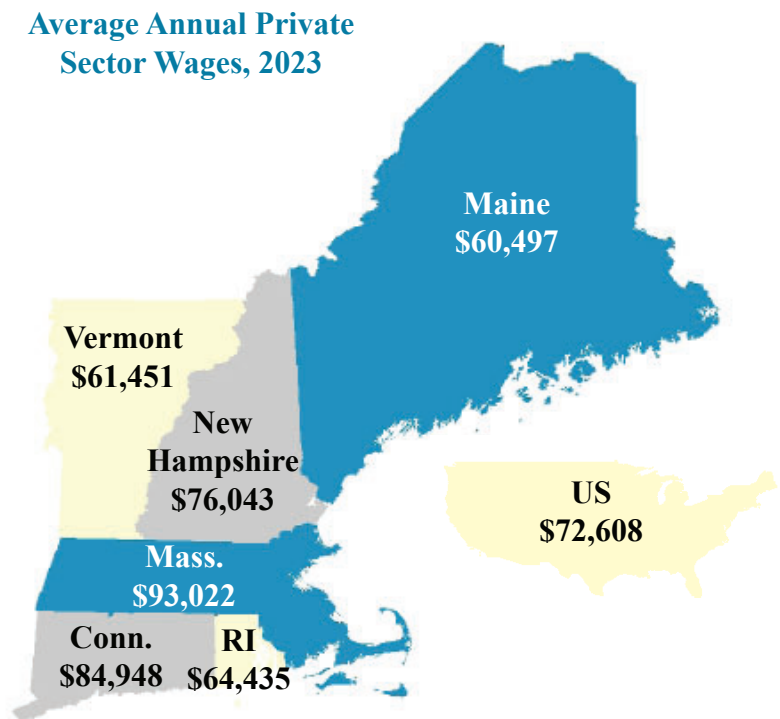 Average Annual Private
Sector Wages, 2023
Maine
$60,497
Vermont
$61,451
New
Hampshire
$76,043
US
$72,608
Mass.
$93,022
Conn.
$84,948
RI
$64,435